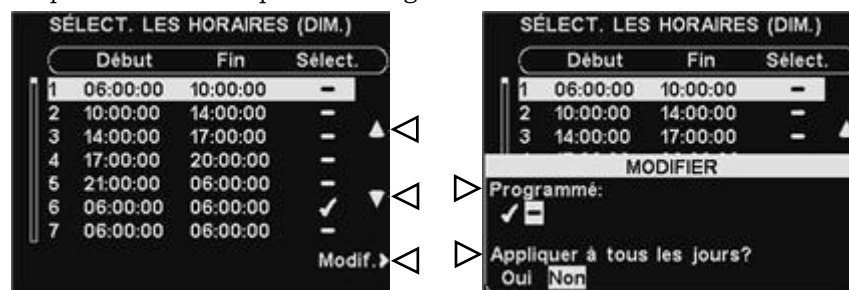 SÉLECT. LES HORAIRES (DIM.)
Début Fin Sélect.
1 06:00:00 10:00:00 -
2 10:00:00 14:00:00 -
3 14:00:00 17:00:00 -
4 17:00:00 20:00:00 -
5 21:00:00 06:00:00 -
6 06:00:00 06:00:00 ✓
7 06:00:00 06:00:00 -
Modif.
SÉLECT. LES HORAIRES (DIM.)
Début Fin Sélect.
1 06:00:00 10:00:00 -
2 10:00:00 14:00:00 -
3 14:00:00 17:00:00 -
MODIFIER
Programmé:
✓ -
Appliquer à tous les jours?
Oui Non